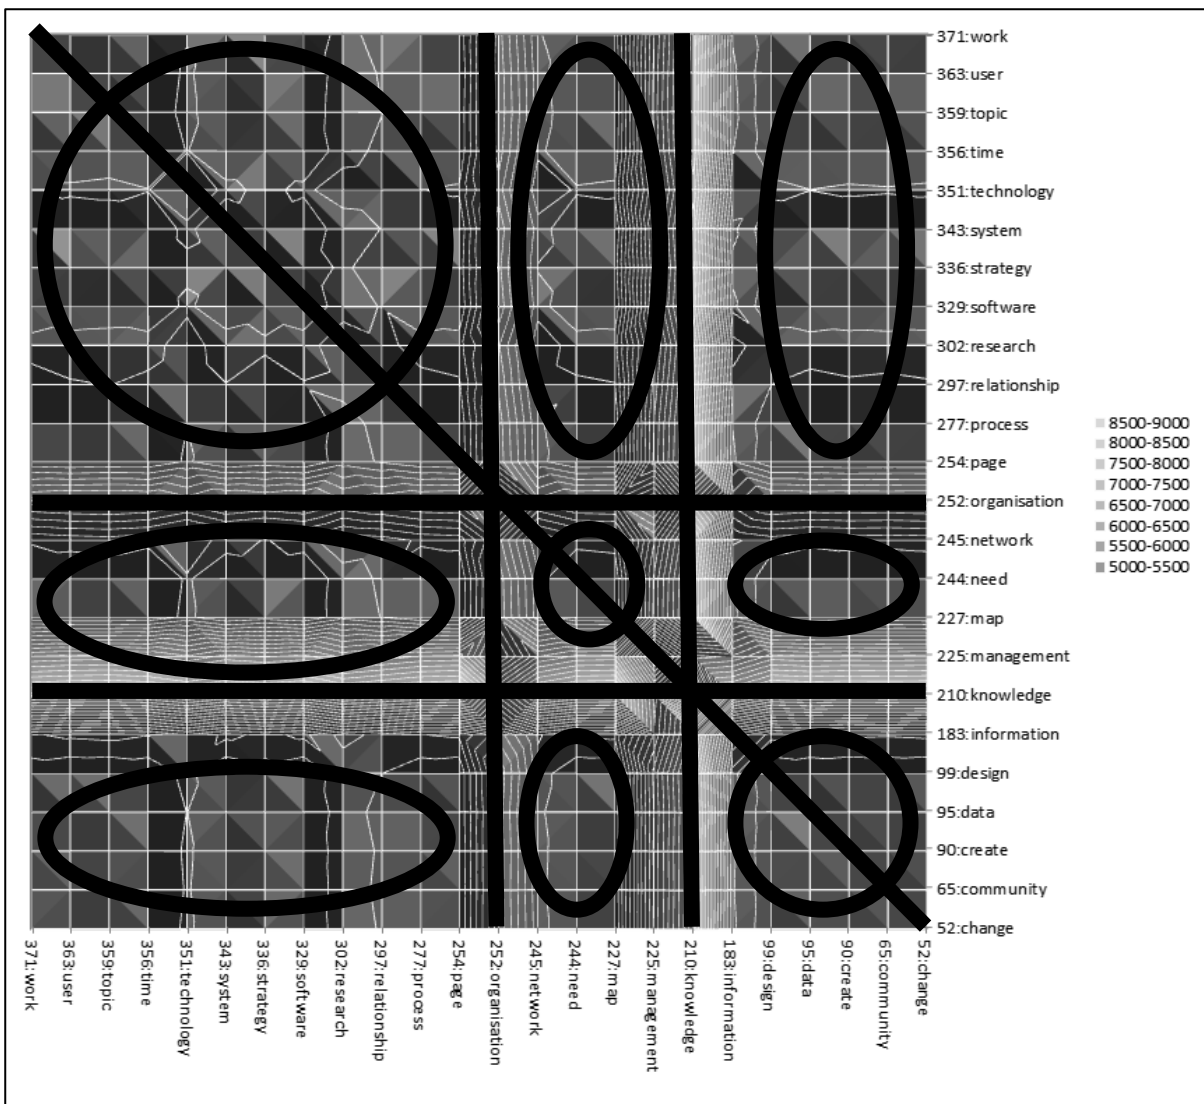 371:work
363:user
359:topic
356:time
351:technology
343:system
336:strategy
329:software
302:research
297:relationship
277:process
254:page
252:organisation
245:network
244:need
227:map
225:management
210:knowledge
183:information
99:design
95:data
90:create
65:community
52:change
8500-9000
8000-8500
7500-8000
7000-7500
6500-7000
6000-6500
5500-6000
5000-5500
371:work
363:user
359:topic
356:time
351:technology
343:system
336:strategy
329:software
302:research
297:relationship
277:process
254:page
252:organisation
245:network
244:need
227:map
225:management
210:knowledge
183:information
99:design
95:data
90:create
65:community
52:change